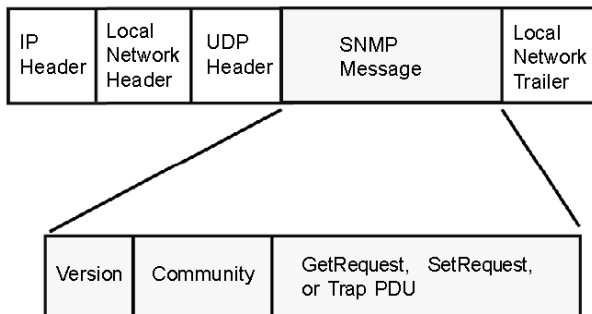 IP
Header
Local
Network
Header
UDP
Header
SNMP
Message
Local
Network
Trailer
Version
Community
GetRequest, SetRequest,
or Trap PDU